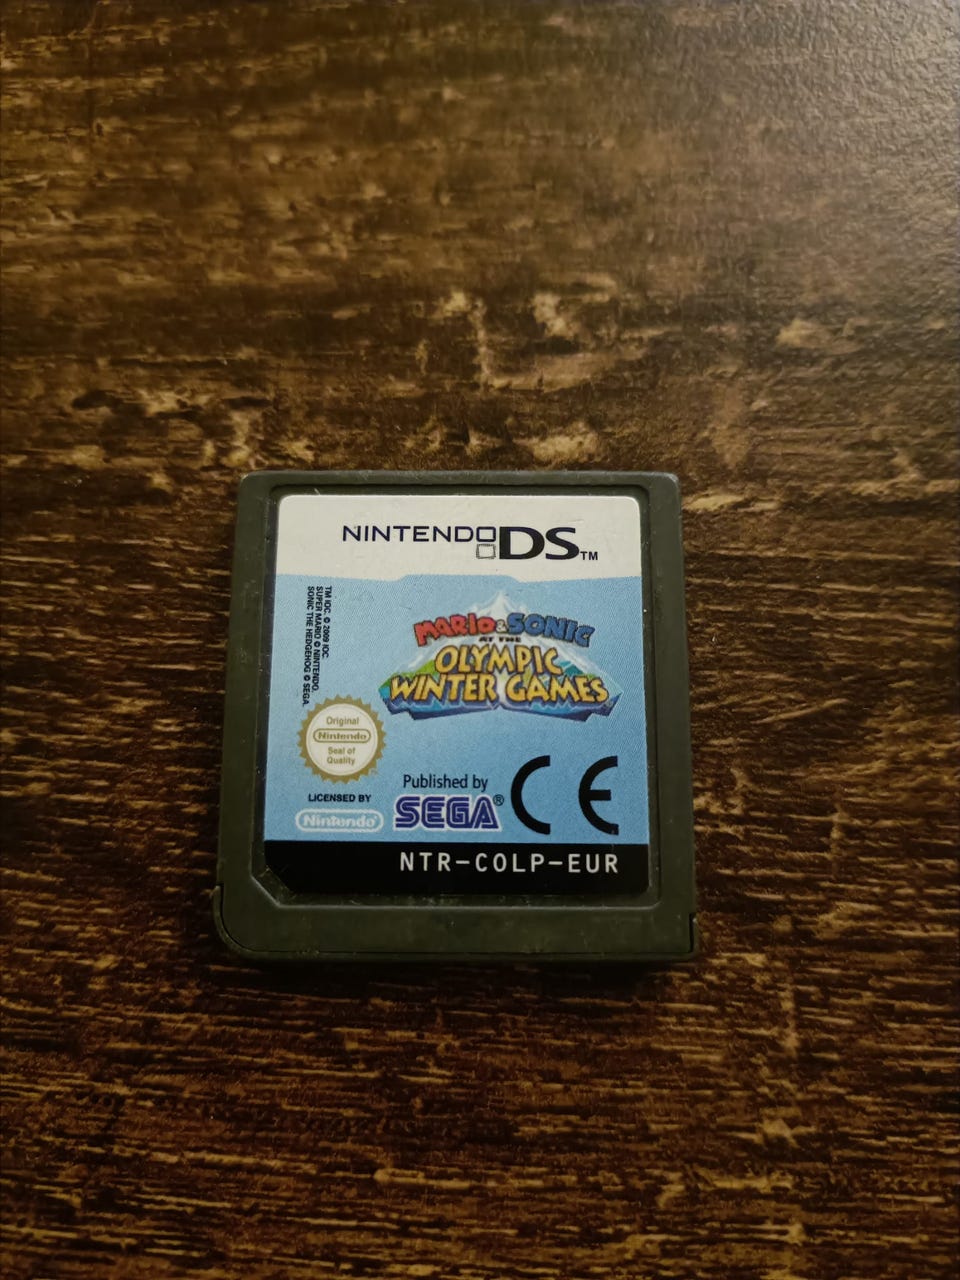 NINTENDO DS™
TM IOC. © 2009 IOC.
SUPER MARIO © NINTENDO.
SONIC THE HEDGEHOG © SEGA.
MARIO & SONIC
AT THE
OLYMPIC
WINTER GAMES
Original
Nintendo
Seal of
Quality
LICENSED BY
Nintendo®
Published by
SEGA®
CE
NTR-COLP-EUR